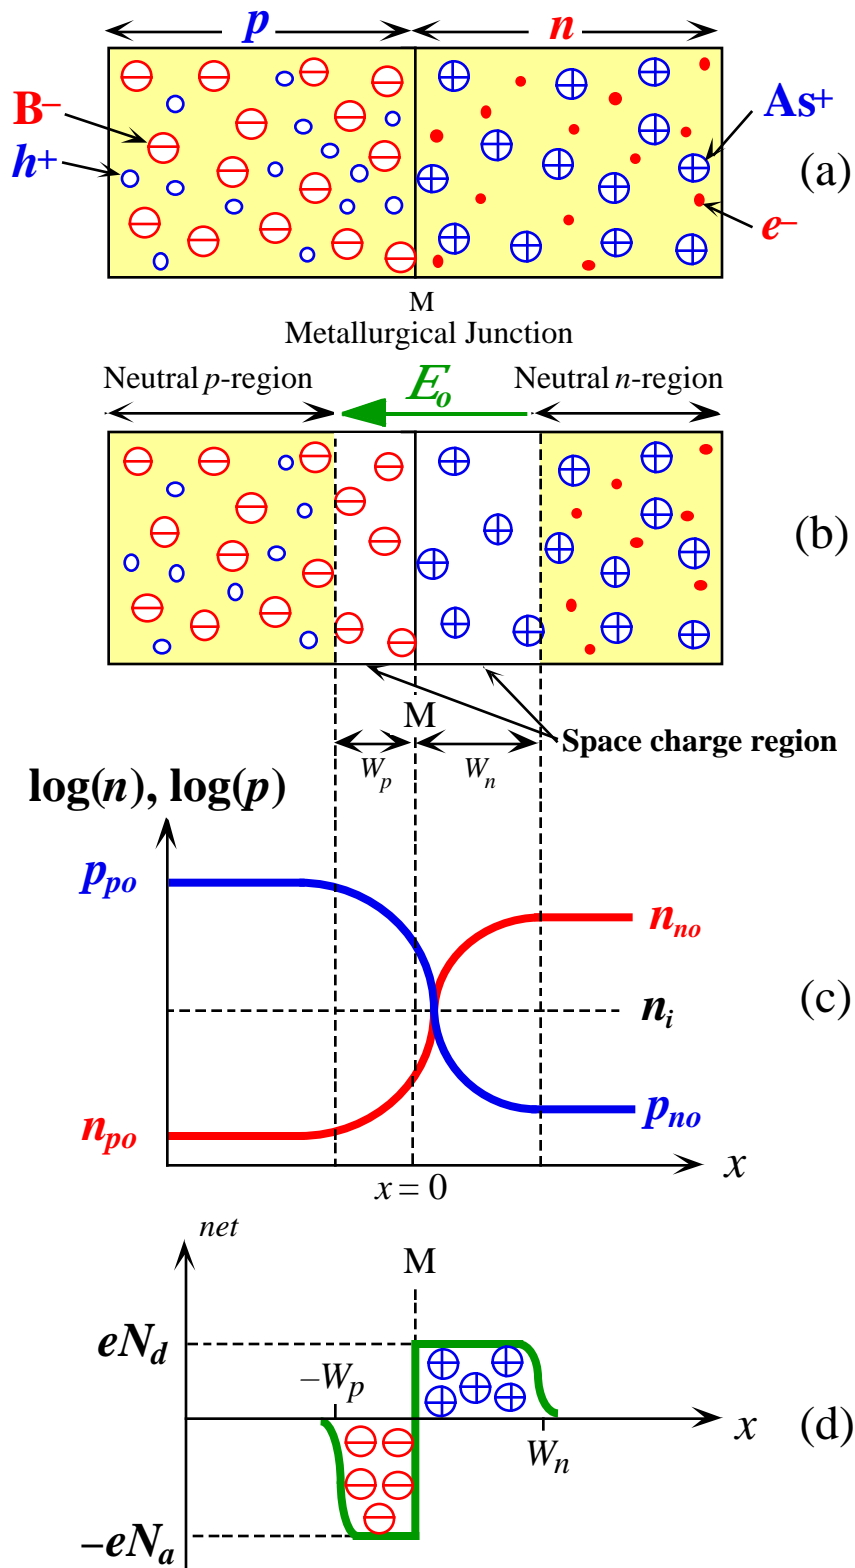 p n
B– As+
h+ (a)
e–
M
Metallurgical Junction
Neutral p-region Eo Neutral n-region
(b)
M
Space charge region
Wp Wn
log(n), log(p)
ppo
nno
ni (c)
npo pno
x
x = 0
net
M
eNd
–Wp
x (d)
Wn
–eNa